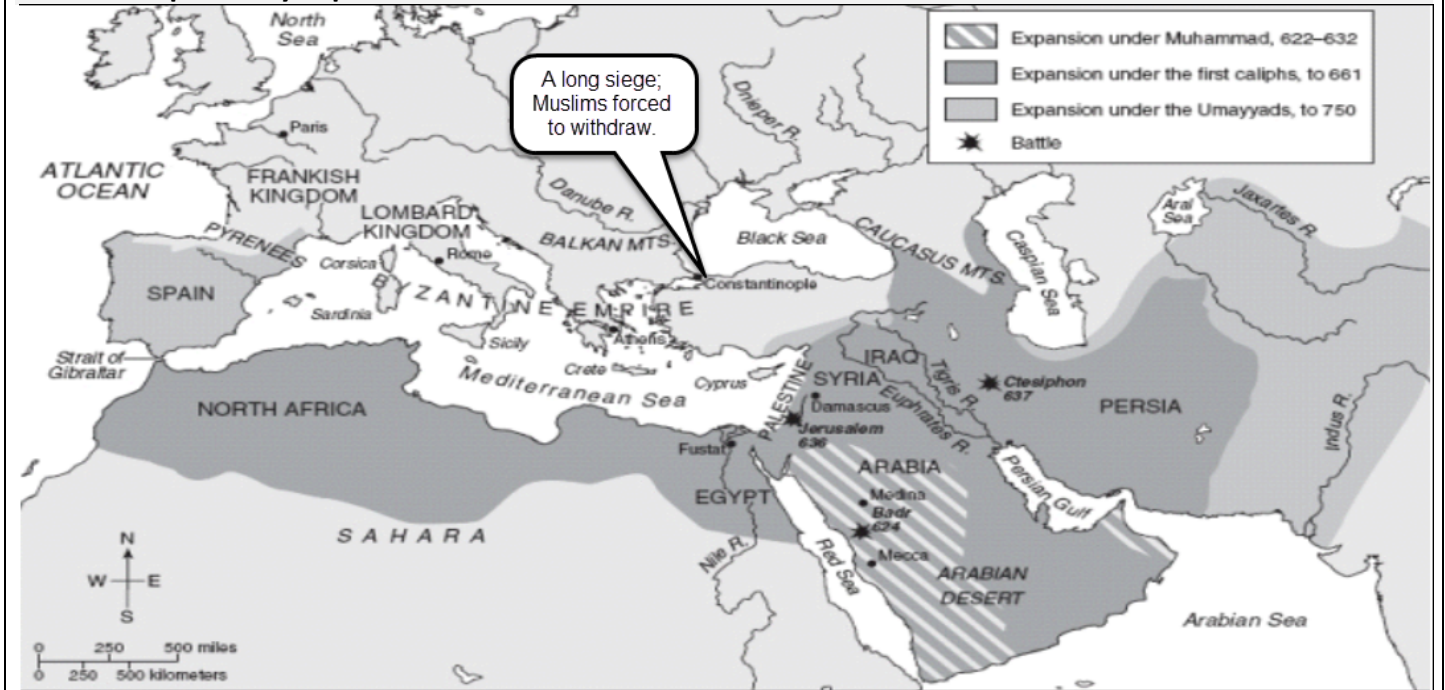 North
Sea
Expansion under Muhammad, 622–632
Expansion under the first caliphs, to 661
Expansion under the Umayyads, to 750
Battle
A long siege;
Muslims forced
to withdraw.
Dnieper R.
Paris
ATLANTIC
OCEAN
FRANKISH
KINGDOM
Danube R.
LOMBARD
KINGDOM
PYRENEES
Corsica
Rome
BALKAN MTS.
Black Sea
CAUCASUS MTS.
Caspian Sea
Aral
Sea
Jaxartes R.
SPAIN
Sardinia
BYZANTINE EMPIRE
Constantinople
Athens
Sicily
Strait of
Gibraltar
Crete
Cyprus
Mediterranean Sea
NORTH AFRICA
PALESTINE
SYRIA
IRAQ
Tigris R.
Ctesiphon
637
PERSIA
Indus R.
Damascus
Euphrates R.
Jerusalem
636
Fustat
EGYPT
ARABIA
Persian Gulf
Medina
Badr
624
Mecca
SAHARA
Nile R.
Red Sea
ARABIAN
DESERT
Arabian Sea
N
W E
S
0 250 500 miles
0 250 500 kilometers